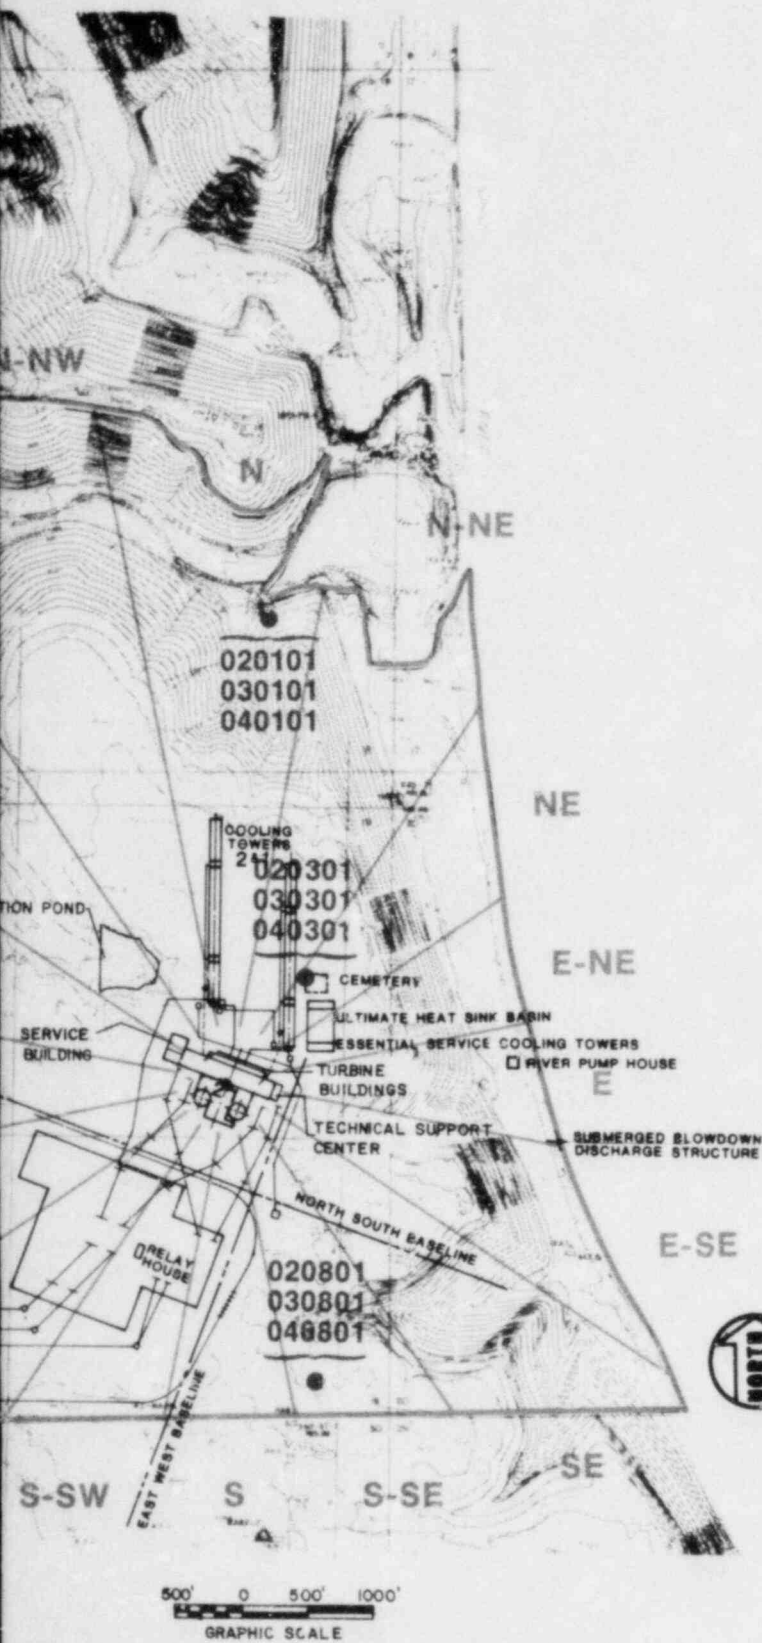 N-NW
N
N-NE
020101
030101
040101
NE
COOLING
TOWERS
2 & 1
020301
030301
040301
TION POND
E-NE
CEMETERY
ULTIMATE HEAT SINK BASIN
SERVICE
BUILDING
ESSENTIAL SERVICE COOLING TOWERS
RIVER PUMP HOUSE
TURBINE
BUILDINGS
E
TECHNICAL SUPPORT
CENTER
SUBMERGED BLOWDOWN
DISCHARGE STRUCTURE
NORTH SOUTH BASELINE
E-SE
RELAY
HOUSE
020801
030801
040801
NORTH
EAST WEST BASELINE
SE
S-SW
S
S-SE
500'
0
500'
1000'
GRAPHIC SCALE